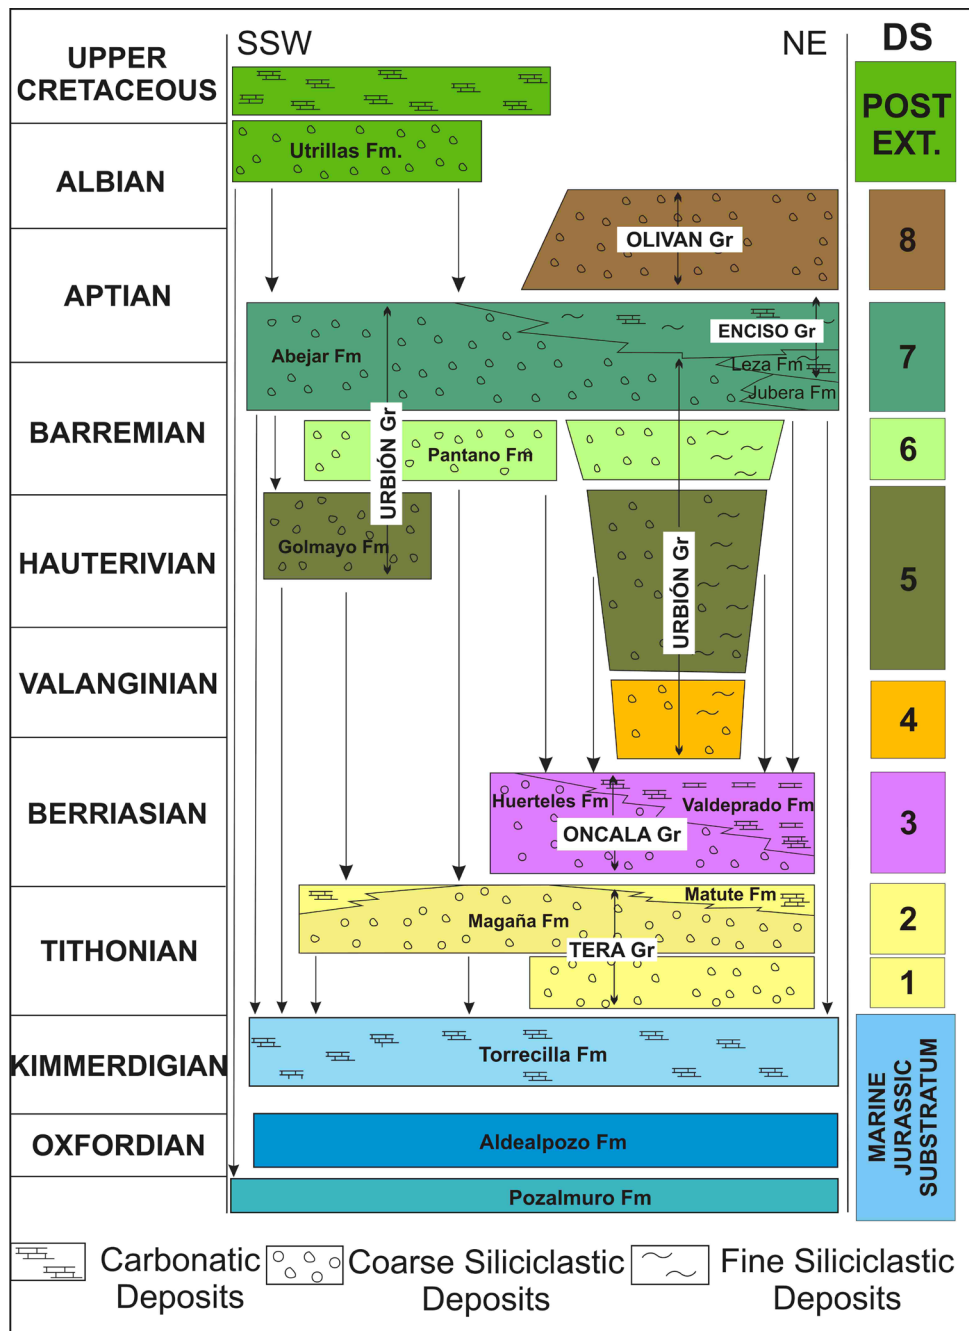 SSW
NE
DS
UPPER
CRETACEOUS
POST
EXT.
Utrillas Fm.
ALBIAN
OLIVAN Gr
8
APTIAN
ENCISO Gr
Abejar Fm
Leza Fm
Jubera Fm
7
BARREMIAN
URBIÓN Gr
Pantano Fm
6
HAUTERIVIAN
Golmayo Fm
URBIÓN Gr
5
VALANGINIAN
4
BERRIASIAN
Huerteles Fm
Valdeprado Fm
ONCALA Gr
3
TITHONIAN
Matute Fm
Magaña Fm
TERA Gr
2
1
KIMMERDIGIAN
Torrecilla Fm
MARINE
JURASSIC
SUBSTRATUM
OXFORDIAN
Aldealpozo Fm
Pozalmuro Fm
Carbonatic
Deposits
Coarse Siliciclastic
Deposits
Fine Siliciclastic
Deposits